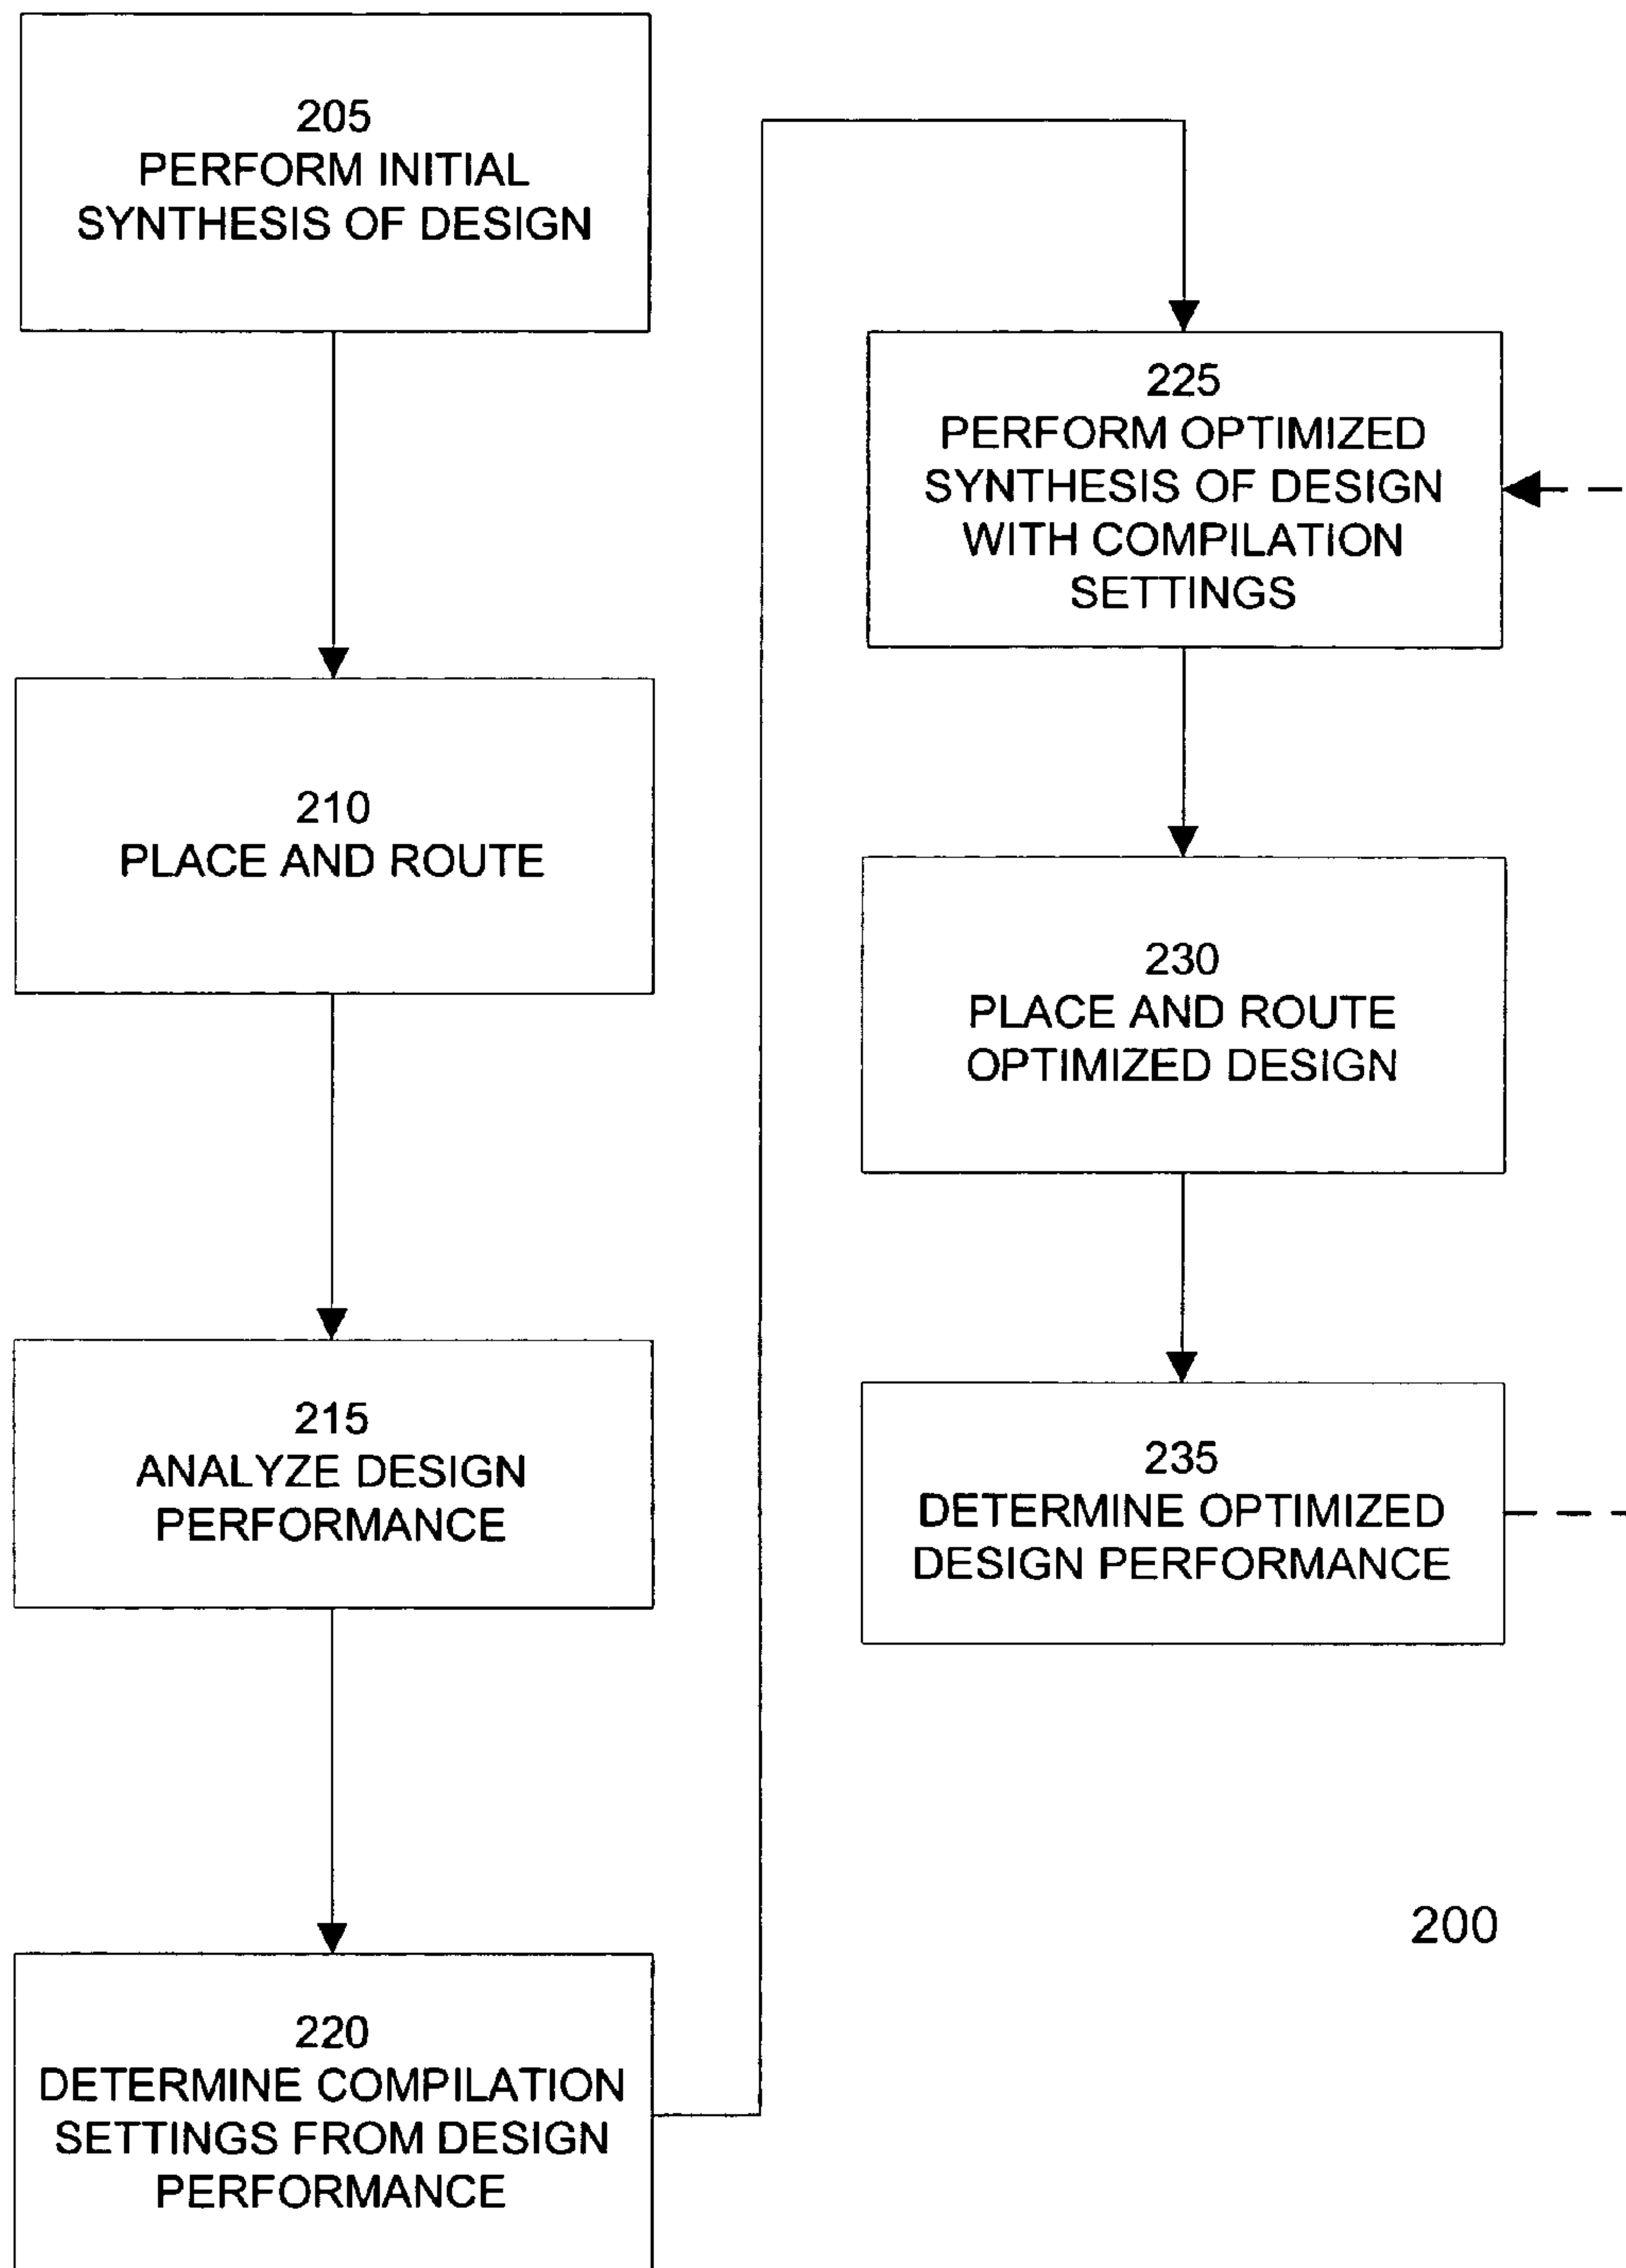 205
PERFORM INITIAL
SYNTHESIS OF DESIGN
210
PLACE AND ROUTE
215
ANALYZE DESIGN
PERFORMANCE
220
DETERMINE COMPILATION
SETTINGS FROM DESIGN
PERFORMANCE
225
PERFORM OPTIMIZED
SYNTHESIS OF DESIGN
WITH COMPILATION
SETTINGS
230
PLACE AND ROUTE
OPTIMIZED DESIGN
235
DETERMINE OPTIMIZED
DESIGN PERFORMANCE
200